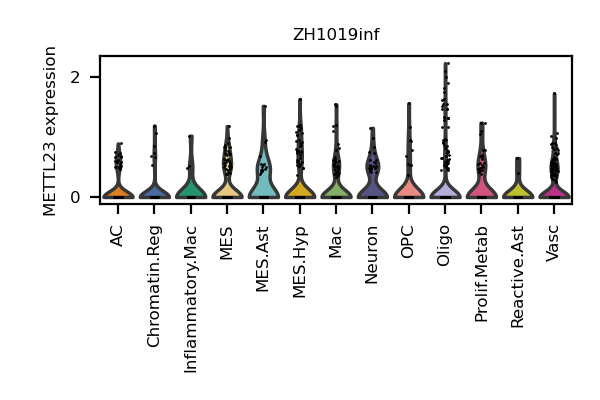 ZH1019inf
METTL23 expression
2
0
AC
Chromatin.Reg
Inflammatory.Mac
MES
MES.Ast
MES.Hyp
Mac
Neuron
OPC
Oligo
Prolif.Metab
Reactive.Ast
Vasc